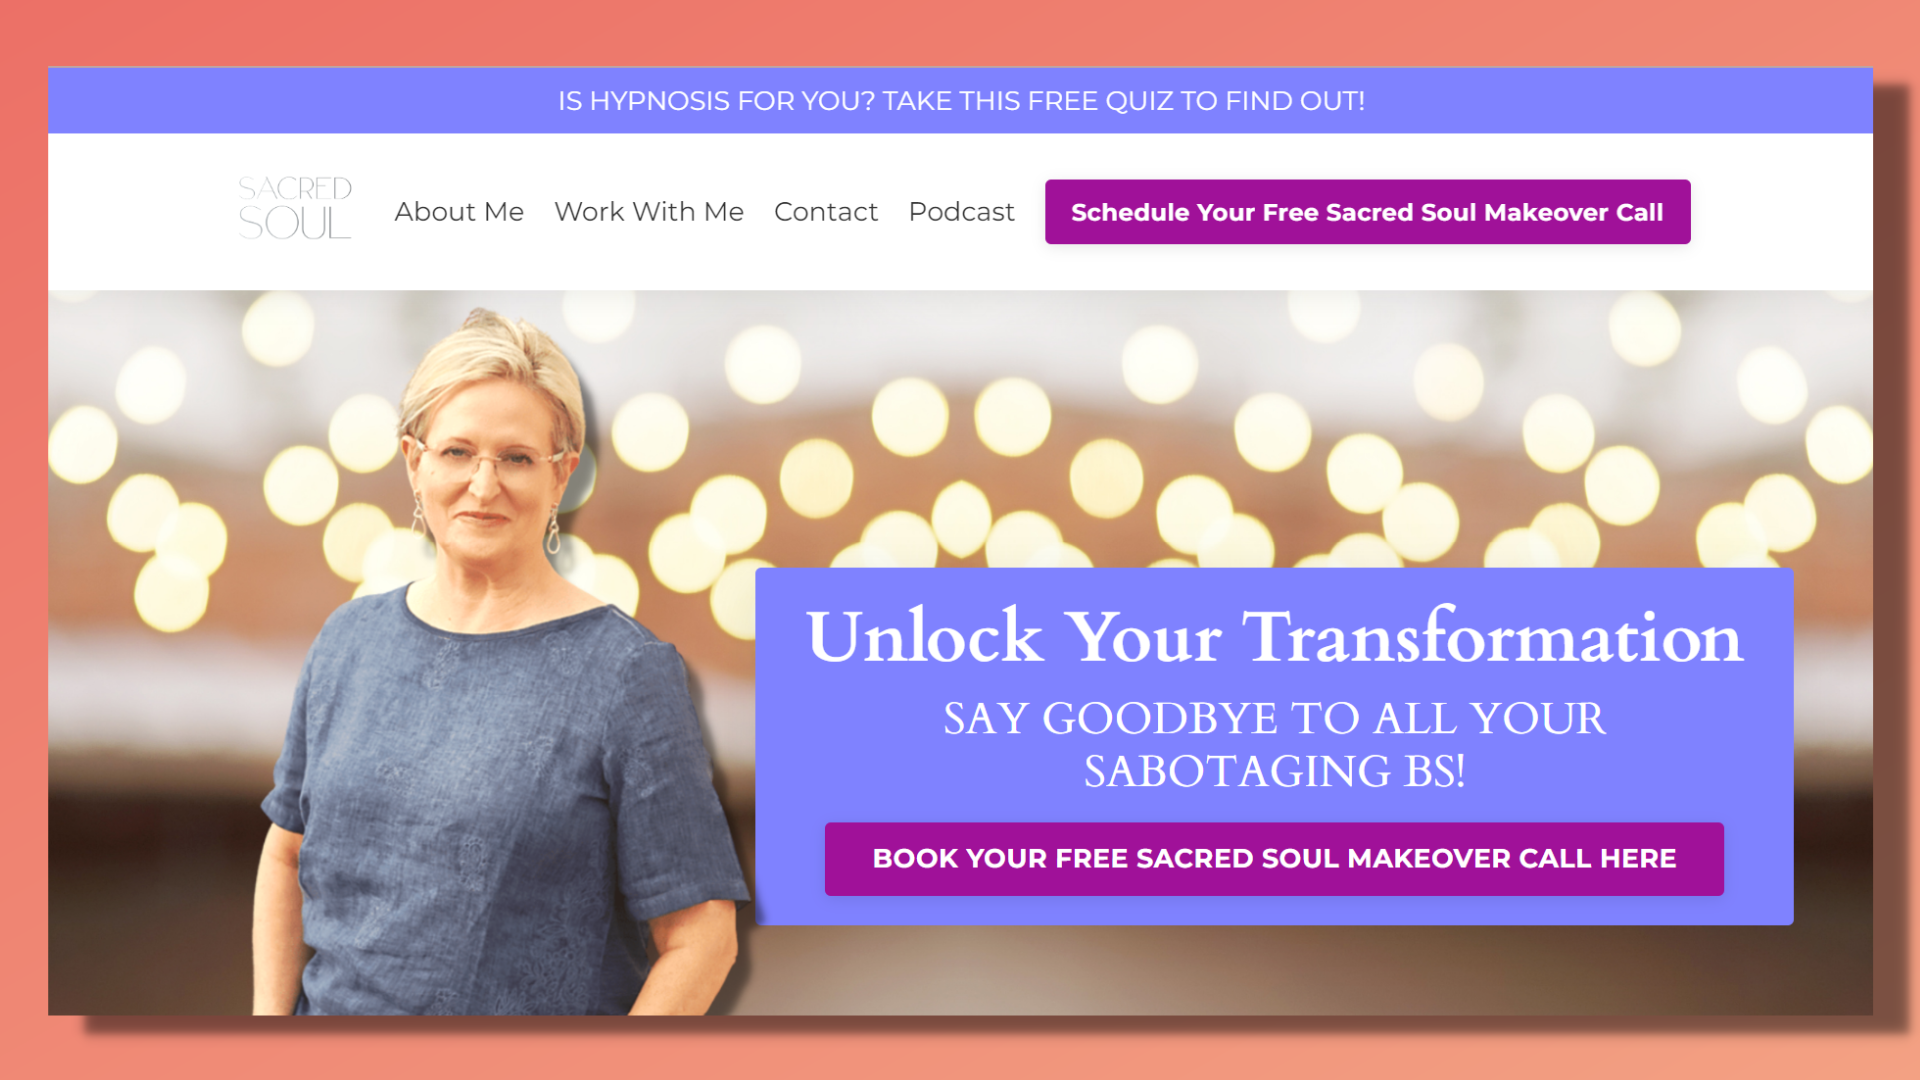 IS HYPNOSIS FOR YOU? TAKE THIS FREE QUIZ TO FIND OUT!
SACRED
SOUL
About Me
Work With Me
Contact
Podcast
Schedule Your Free Sacred Soul Makeover Call
Unlock Your Transformation
SAY GOODBYE TO ALL YOUR
SABOTAGING BS!
BOOK YOUR FREE SACRED SOUL MAKEOVER CALL HERE